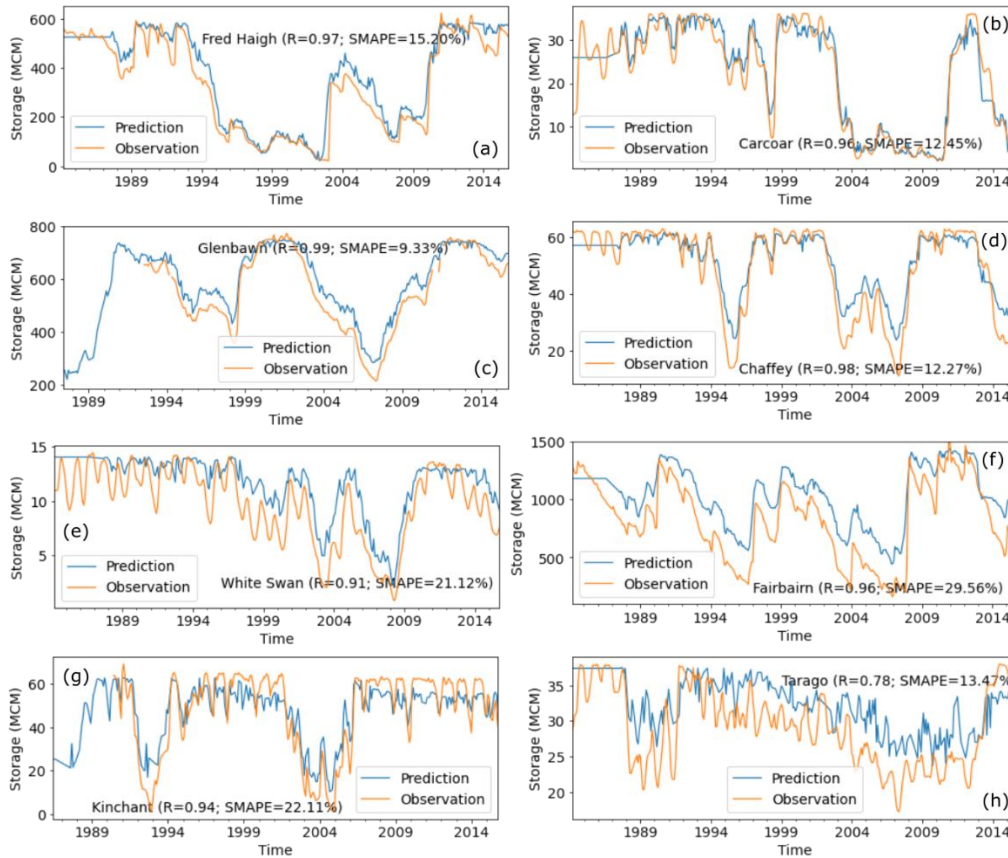 Storage (MCM)
600
400
200
0
Fred Haigh (R=0.97; SMAPE=15.20%)
Prediction
Observation
(a)
1989 1994 1999 2004 2009 2014
Time
Storage (MCM)
30
20
10
(b)
Prediction
Observation
Carcoar (R=0.96; SMAPE=12.45%)
1989 1994 1999 2004 2009 2014
Time
Storage (MCM)
800
600
400
200
Glenbawn (R=0.99; SMAPE=9.33%)
Prediction
Observation
(c)
1989 1994 1999 2004 2009 2014
Time
Storage (MCM)
60
40
20
(d)
Prediction
Observation
Chaffey (R=0.98; SMAPE=12.27%)
1989 1994 1999 2004 2009 2014
Time
Storage (MCM)
15
10
5
(e)
Prediction
Observation
White Swan (R=0.91; SMAPE=21.12%)
1989 1994 1999 2004 2009 2014
Time
Storage (MCM)
1500
1000
500
(f)
Prediction
Observation
Fairbairn (R=0.96; SMAPE=29.56%)
1989 1994 1999 2004 2009 2014
Time
Storage (MCM)
60
40
20
0
(g)
Prediction
Observation
Kinchant (R=0.94; SMAPE=22.11%)
1989 1994 1999 2004 2009 2014
Time
Storage (MCM)
35
30
25
20
Tarago (R=0.78; SMAPE=13.47%
Prediction
Observation
(h)
1989 1994 1999 2004 2009 2014
Time